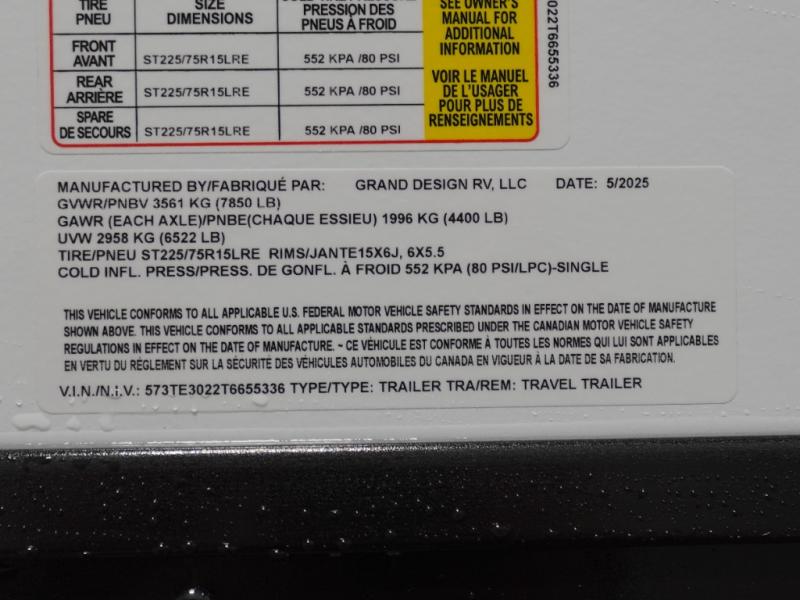 TIRE
PNEU
SIZE
DIMENSIONS
PRESSION DES
PNEUS À FROID
SEE OWNER'S
MANUAL FOR
ADDITIONAL
INFORMATION
FRONT
AVANT
ST225/75R15LRE
552 KPA /80 PSI
REAR
ARRIÈRE
ST225/75R15LRE
552 KPA /80 PSI
SPARE
DE SECOURS
ST225/75R15LRE
552 KPA /80 PSI
VOIR LE MANUEL
DE L'USAGER
POUR PLUS DE
RENSEIGNEMENTS
022T6655336
MANUFACTURED BY/FABRIQUÉ PAR: GRAND DESIGN RV, LLC DATE: 5/2025
GVWR/PNBV 3561 KG (7850 LB)
GAWR (EACH AXLE)/PNBE(CHAQUE ESSIEU) 1996 KG (4400 LB)
UVW 2958 KG (6522 LB)
TIRE/PNEU ST225/75R15LRE RIMS/JANTE15X6J, 6X5.5
COLD INFL. PRESS/PRESS. DE GONFL. À FROID 552 KPA (80 PSI/LPC)-SINGLE
THIS VEHICLE CONFORMS TO ALL APPLICABLE U.S. FEDERAL MOTOR VEHICLE SAFETY STANDARDS IN EFFECT ON THE DATE OF MANUFACTURE
SHOWN ABOVE. THIS VEHICLE CONFORMS TO ALL APPLICABLE STANDARDS PRESCRIBED UNDER THE CANADIAN MOTOR VEHICLE SAFETY
REGULATIONS IN EFFECT ON THE DATE OF MANUFACTURE. ~ CE VÉHICULE EST CONFORME À TOUTES LES NORMES QUI LUI SONT APPLICABLES
EN VERTU DU RÉGLEMENT SUR LA SÉCURITÉ DES VÉHICULES AUTOMOBILES DU CANADA EN VIGUEUR À LA DATE DE SA FABRICATION.
V.I.N./N.i.V.: 573TE3022T6655336 TYPE/TYPE: TRAILER TRA/REM: TRAVEL TRAILER